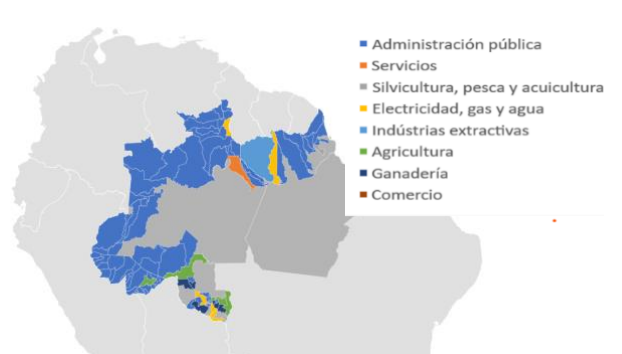 Administración pública
Servicios
Silvicultura, pesca y acuicultura
Electricidad, gas y agua
Indústrias extractivas
Agricultura
Ganadería
Comercio